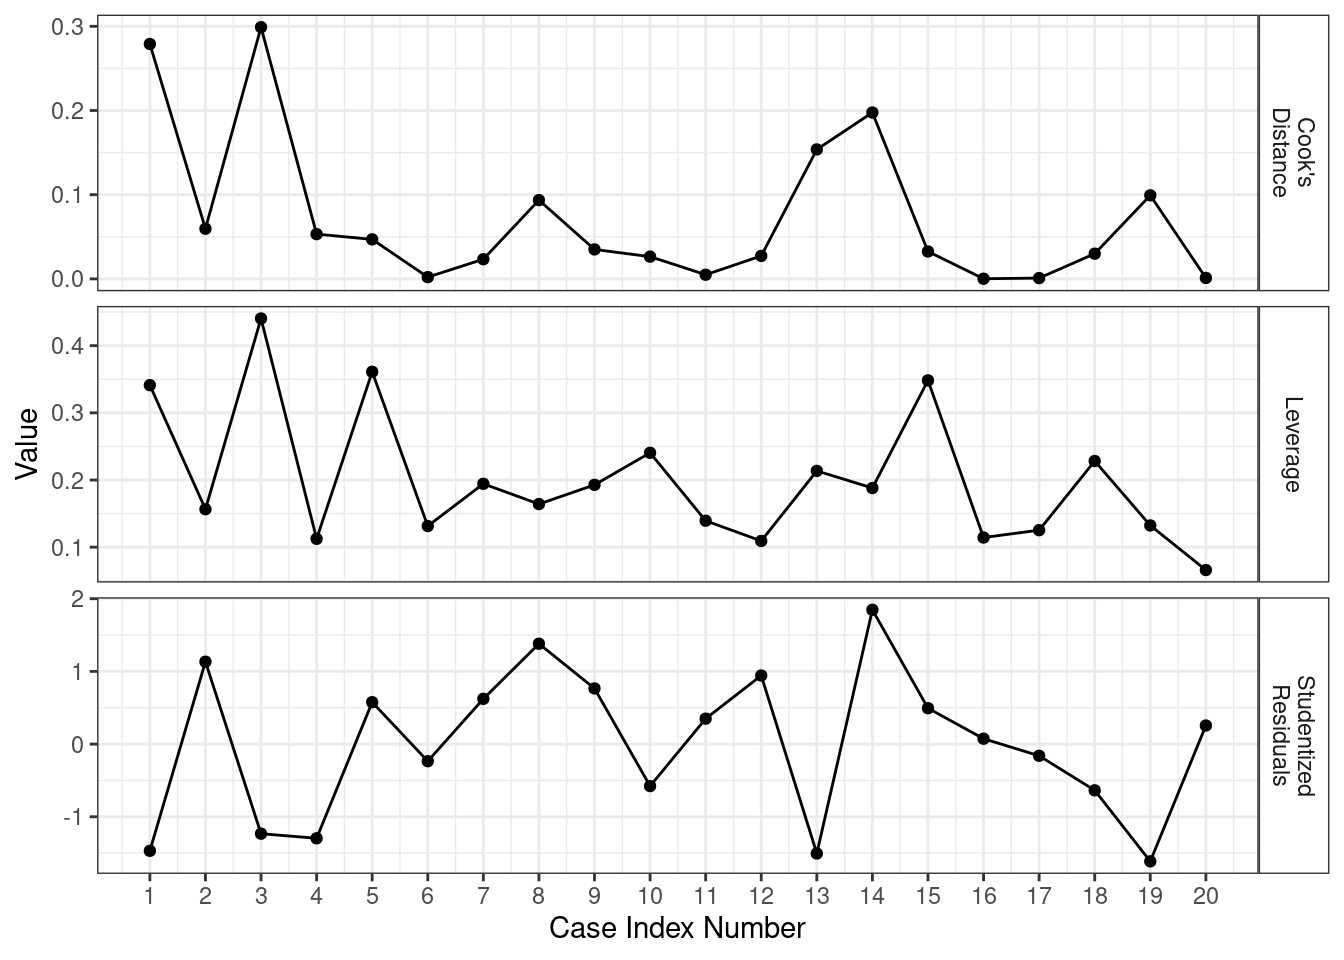 0.3
0.2
0.1
0.0
Cook's
Distance
0.4
0.3
0.2
0.1
Leverage
Value
2
1
0
-1
Studentized
Residuals
1 2 3 4 5 6 7 8 9 10 11 12 13 14 15 16 17 18 19 20
Case Index Number